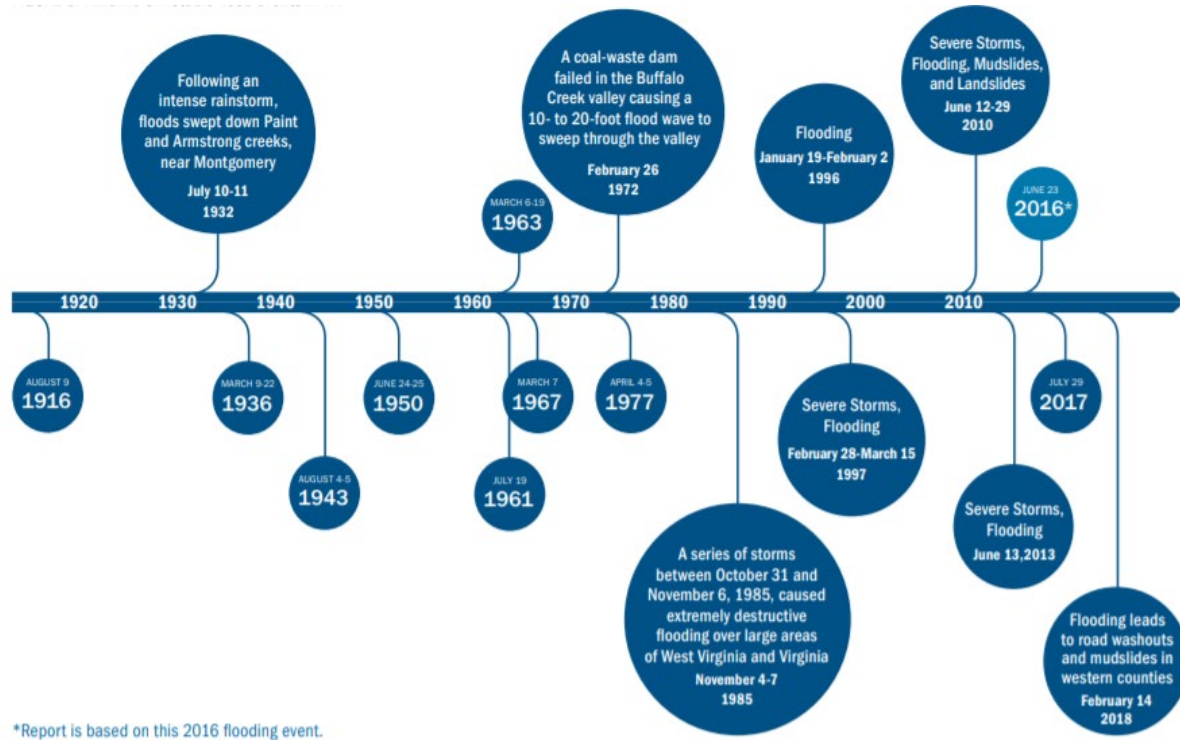 Following an
intense rainstorm,
floods swept down Paint
and Armstrong creeks,
near Montgomery
July 10-11
1932
MARCH 6-19
1963
A coal-waste dam
failed in the Buffalo
Creek valley causing a
10- to 20-foot flood wave to
sweep through the valley
February 26
1972
Flooding
January 19-February 2
1996
Severe Storms,
Flooding, Mudslides,
and Landslides
June 12-29
2010
JUNE 23
2016*
1920 1930 1940 1950 1960 1970 1980 1990 2000 2010
AUGUST 9
1916
MARCH 9-22
1936
AUGUST 4-5
1943
JUNE 24-25
1950
JULY 19
1961
MARCH 7
1967
APRIL 4-5
1977
A series of storms
between October 31 and
November 6, 1985, caused
extremely destructive
flooding over large areas
of West Virginia and Virginia
November 4-7
1985
Severe Storms,
Flooding
February 28-March 15
1997
Severe Storms,
Flooding
June 13,2013
JULY 29
2017
Flooding leads
to road washouts
and mudslides in
western counties
February 14
2018
*Report is based on this 2016 flooding event.